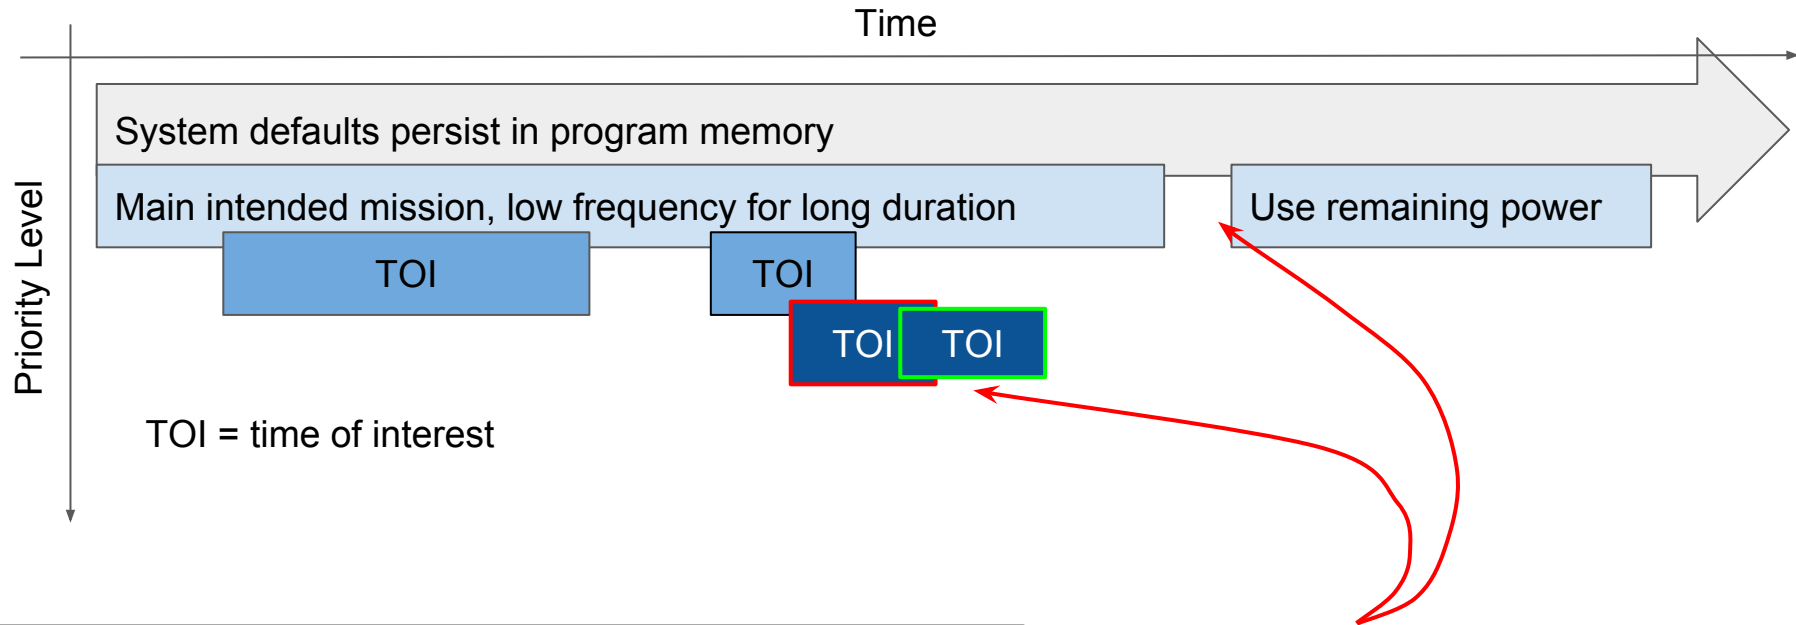 Time
System defaults persist in program memory
Main intended mission, low frequency for long duration
Use remaining power
Priority Level
TOI
TOI
TOI
TOI
TOI = time of interest